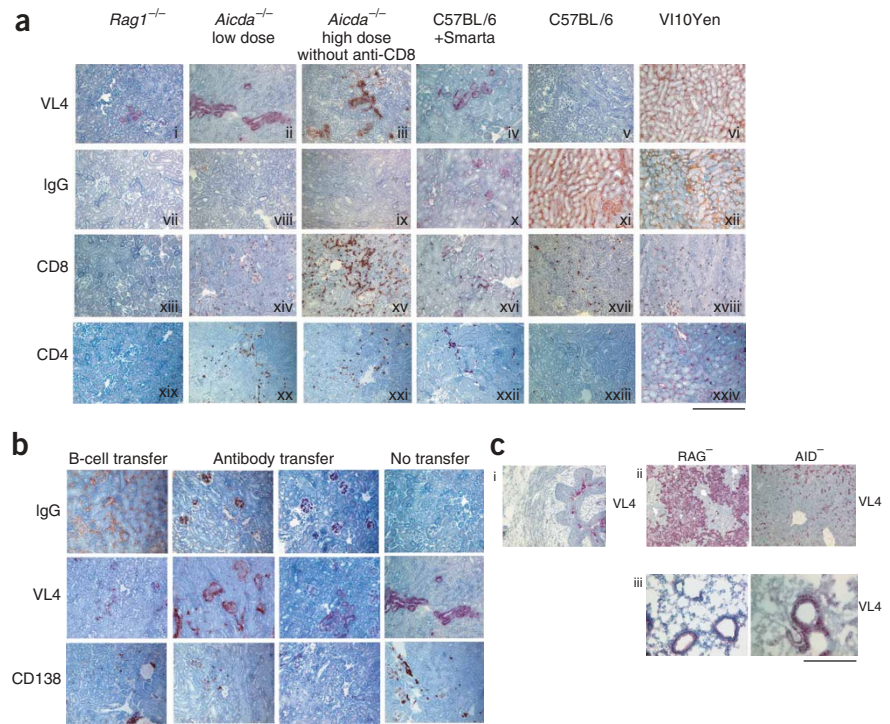 a
Rag1–/–
Aicda–/– low dose
Aicda–/– high dose without anti-CD8
C57BL/6 +Smarta
C57BL/6
VI10Yen
VL4
i
ii
iii
iv
v
vi
IgG
vii
viii
ix
x
xi
xii
CD8
xiii
xiv
xv
xvi
xvii
xviii
CD4
xix
xx
xxi
xxii
xxiii
xxiv
b
B-cell transfer
Antibody transfer
No transfer
IgG
VL4
CD138
c
RAG–
AID–
i
VL4
ii
VL4
iii
VL4